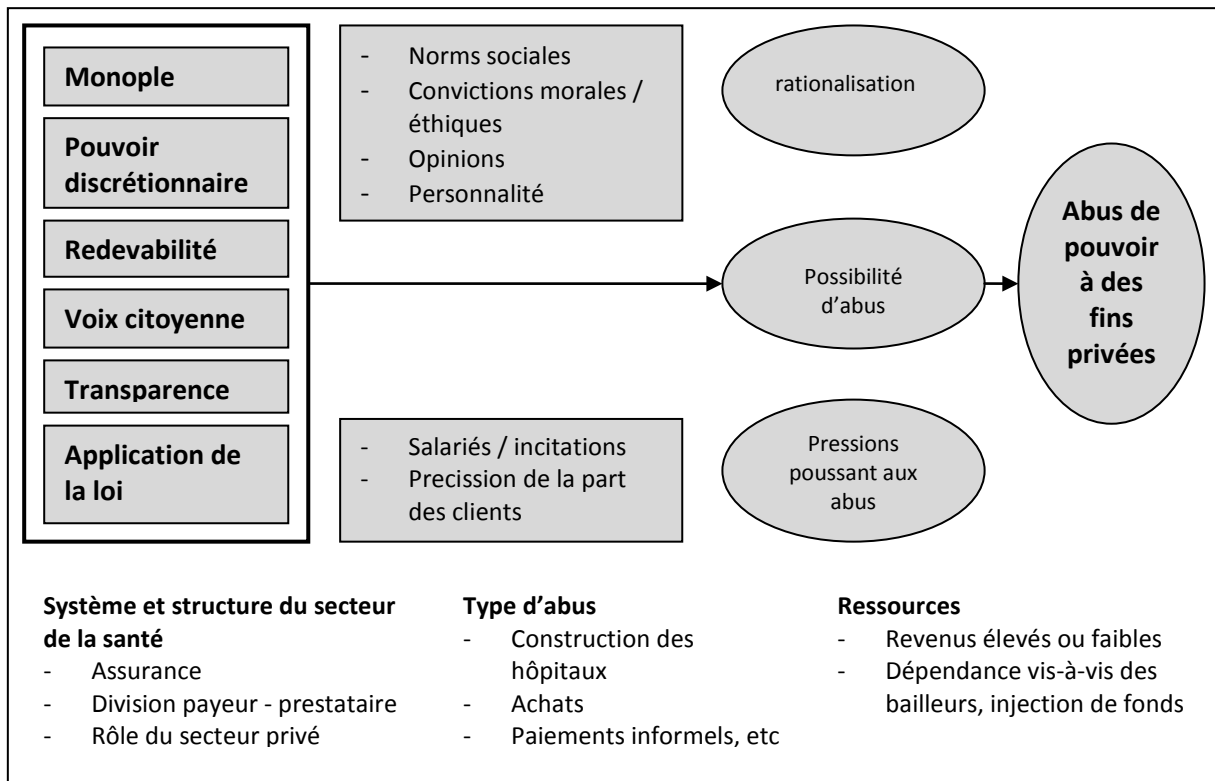 Monople
Pouvoir
discrétionnaire
Redevabilité
Voix citoyenne
Transparence
Application de
la loi
- Norms sociales
- Convictions morales /
éthiques
- Opinions
- Personnalité
- Salariés / incitations
- Precission de la part
des clients
rationalisation
Possibilité
d’abus
Pressions
poussant aux
abus
Abus de
pouvoir
à des
fins
privées
Système et structure du secteur
de la santé
- Assurance
- Division payeur - prestataire
- Rôle du secteur privé
Type d’abus
- Construction des
hôpitaux
- Achats
- Paiements informels, etc
Ressources
- Revenus élevés ou faibles
- Dépendance vis-à-vis des
bailleurs, injection de fonds